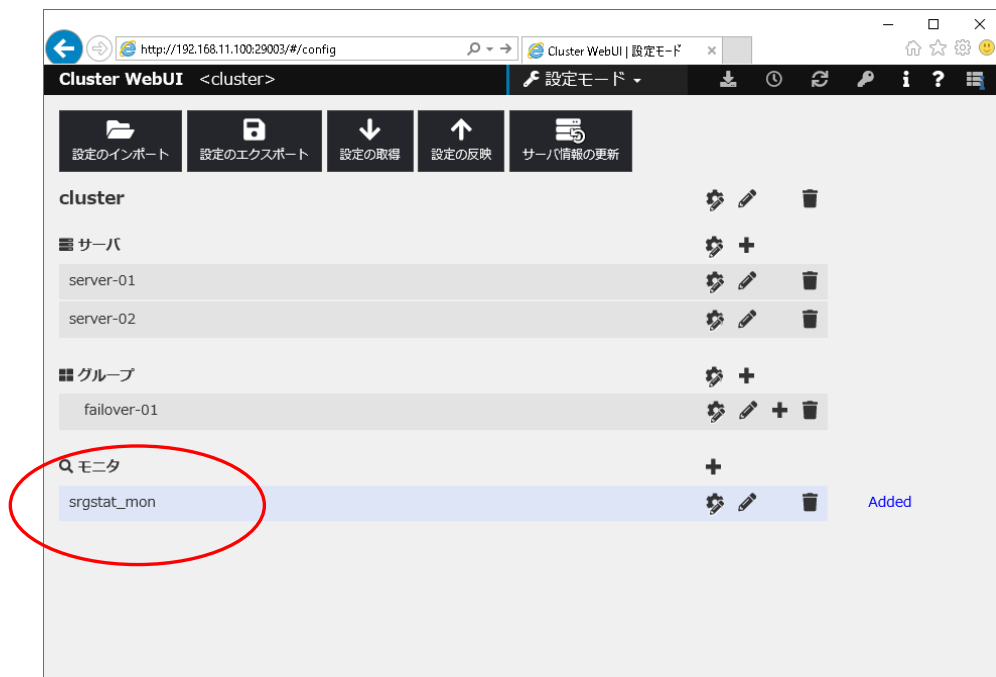 http://192.168.11.100:29003/#/config
Cluster WebUI | 設定モード
Cluster WebUI <cluster>
設定モード
設定のインポート
設定のエクスポート
設定の取得
設定の反映
サーバ情報の更新
cluster
サーバ
server-01
server-02
グループ
failover-01
モニタ
srgstat_mon
Added